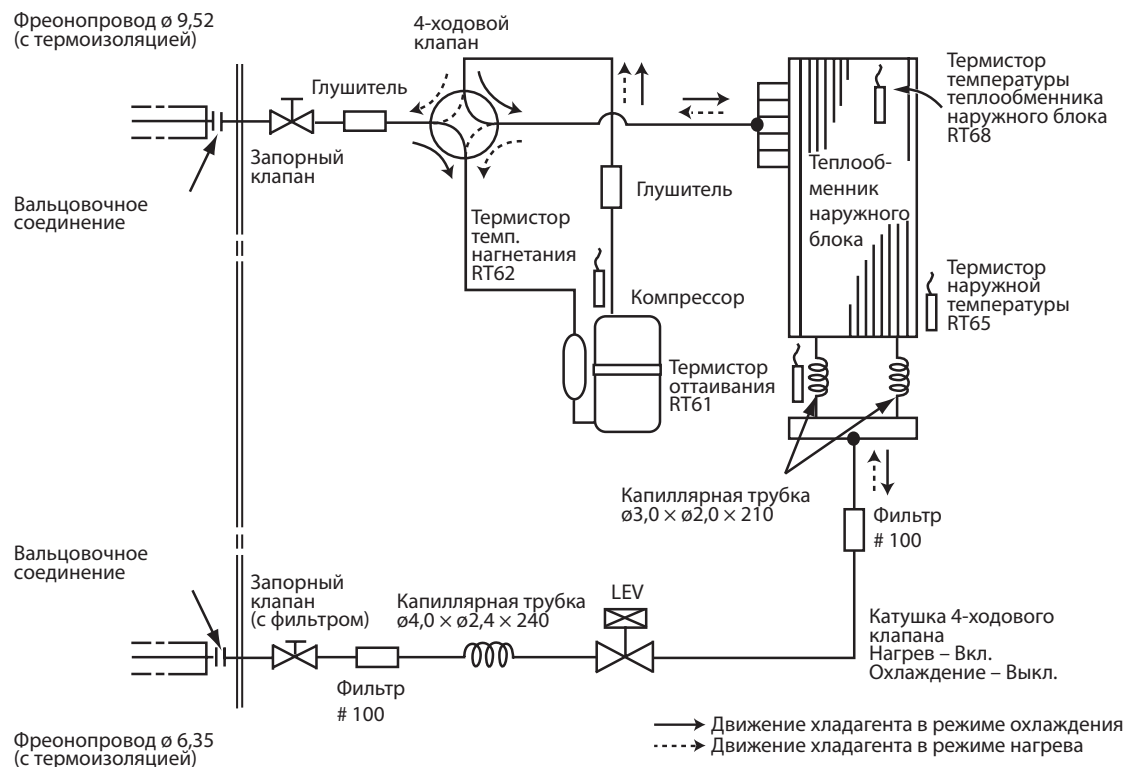 Фреонопровод ø 9,52
(с термоизоляцией)
4-ходовой
клапан
Глушитель
Запорный
клапан
Вальцовочное
соединение
Термистор
температуры
теплообменника
наружного блока
RT68
Теплооб-
менник
наружного
блока
Глушитель
Термистор
темп.
нагнетания
RT62
Компрессор
Термистор
наружной
температуры
RT65
Термистор
оттаивания
RT61
Капиллярная трубка
ø3,0 × ø2,0 × 210
Фильтр
# 100
Вальцовочное
соединение
Запорный
клапан
(с фильтром)
Капиллярная трубка
ø4,0 × ø2,4 × 240
LEV
Катушка 4-ходового
клапана
Нагрев – Вкл.
Охлаждение – Выкл.
Фильтр
# 100
Фреонопровод ø 6,35
(с термоизоляцией)
Движение хладагента в режиме охлаждения
Движение хладагента в режиме нагрева